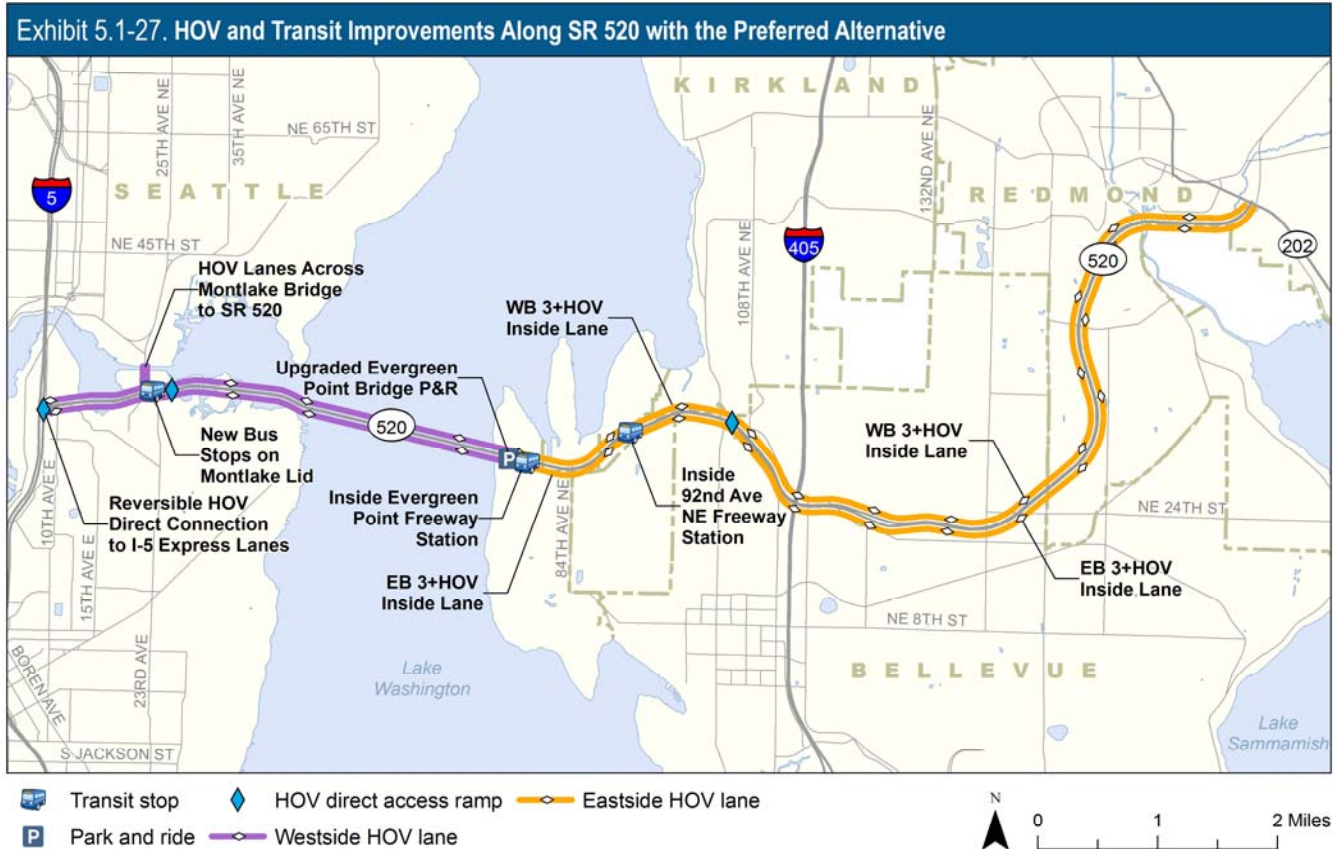 Exhibit 5.1-27. HOV and Transit Improvements Along SR 520 with the Preferred Alternative
KIRKLAND
25TH AVE NE
35TH AVE NE
NE 65TH ST
132ND AVE NE
5
SEATTLE
REDMOND
NE 45TH ST
405
520
202
108TH AVE NE
HOV Lanes Across
Montlake Bridge
to SR 520
WB 3+HOV
Inside Lane
Upgraded Evergreen
Point Bridge P&R
520
New Bus
Stops on
Montlake Lid
P
WB 3+HOV
Inside Lane
Inside
92nd Ave
NE Freeway
Station
Inside Evergreen
Point Freeway
Station
Reversible HOV
Direct Connection
to I-5 Express Lanes
10TH AVE E
15TH AVE E
84TH AVE NE
NE 24TH ST
EB 3+HOV
Inside Lane
EB 3+HOV
Inside Lane
NE 8TH ST
BOREN AVE
23RD AVE
Lake
Washington
BELLEVUE
S JACKSON ST
Lake
Sammamish
Transit stop
HOV direct access ramp
Eastside HOV lane
P
Park and ride
Westside HOV lane
N
0 1 2 Miles